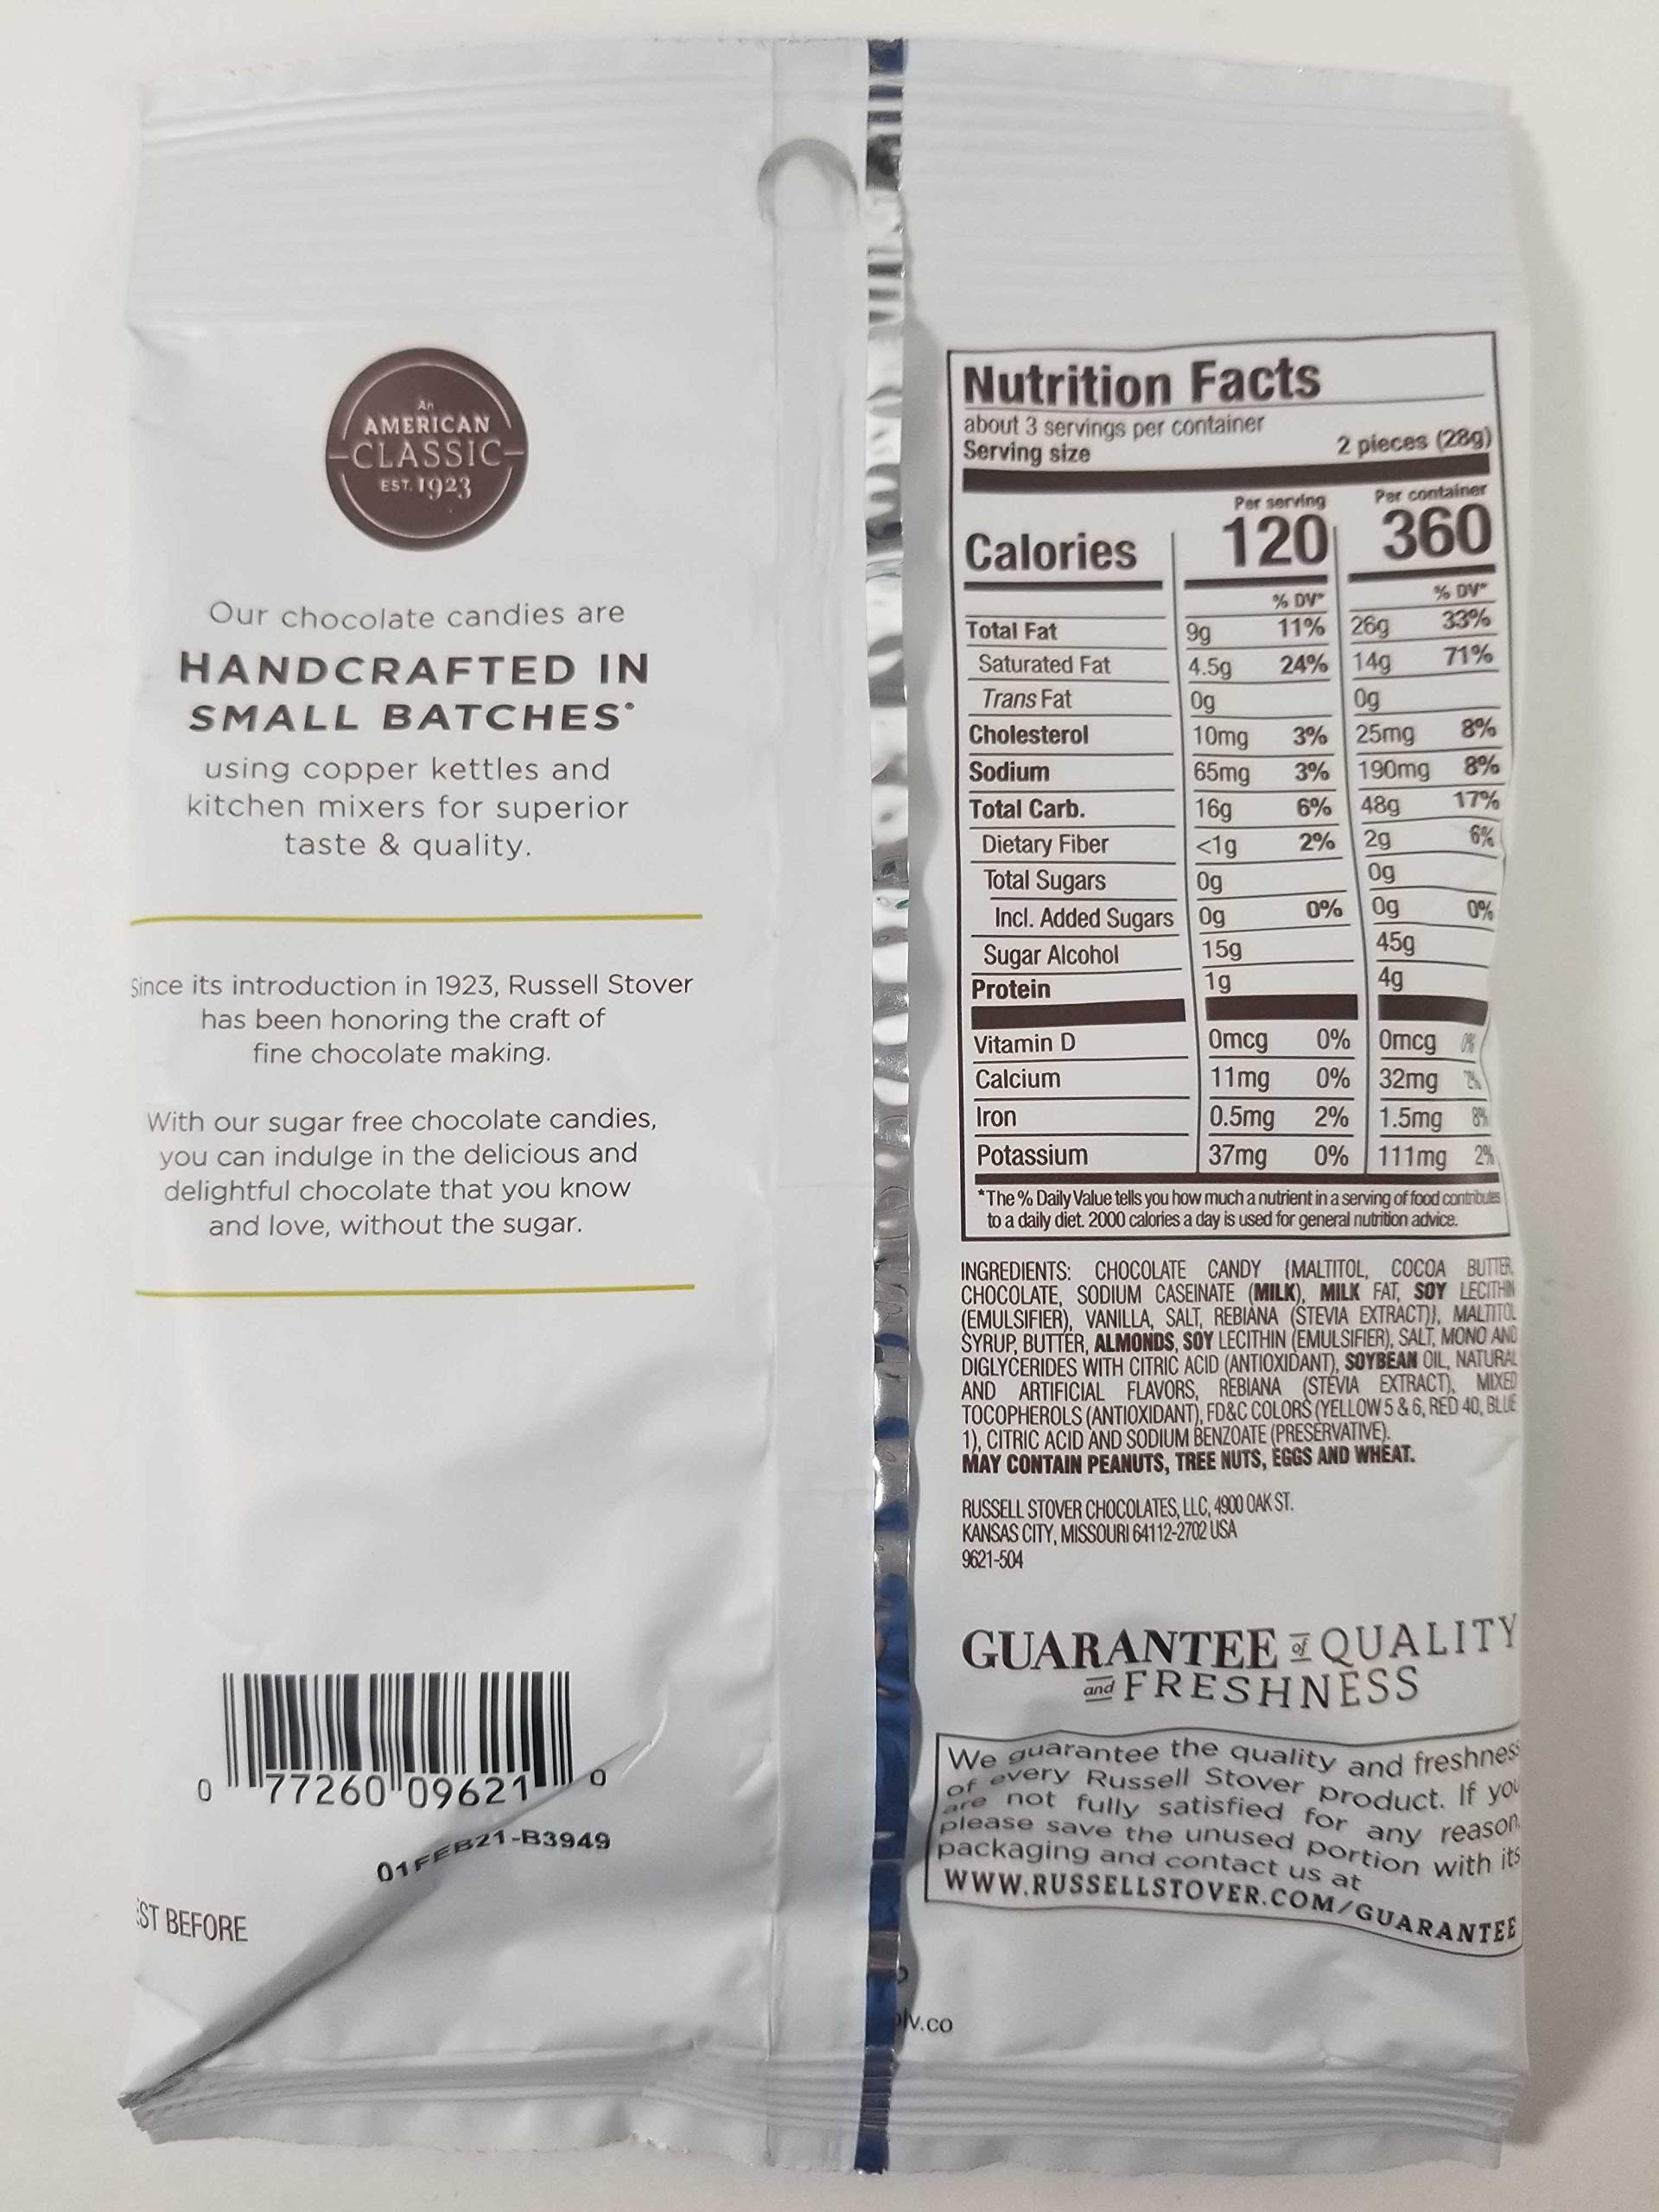 An
AMERICAN
CLASSIC
EST. 1923
Our chocolate candies are
HANDCRAFTED IN
SMALL BATCHES®
using copper kettles and
kitchen mixers for superior
taste & quality.
Since its introduction in 1923, Russell Stover
has been honoring the craft of
fine chocolate making.
With our sugar free chocolate candies,
you can indulge in the delicious and
delightful chocolate that you know
and love, without the sugar.
0 77260 09621 0
01FEB21-B3949
EST BEFORE
Nutrition Facts
about 3 servings per container
Serving size 2 pieces (28g)
Per serving Per container
Calories 120 360
% DV* % DV*
Total Fat 9g 11% 26g 33%
Saturated Fat 4.5g 24% 14g 71%
Trans Fat 0g 0g
Cholesterol 10mg 3% 25mg 8%
Sodium 65mg 3% 190mg 8%
Total Carb. 16g 6% 48g 17%
Dietary Fiber <1g 2% 2g 6%
Total Sugars 0g 0g
Incl. Added Sugars 0g 0% 0g 0%
Sugar Alcohol 15g 45g
Protein 1g 4g
Vitamin D 0mcg 0% 0mcg 0%
Calcium 11mg 0% 32mg 2%
Iron 0.5mg 2% 1.5mg 8%
Potassium 37mg 0% 111mg 2%
*The % Daily Value tells you how much a nutrient in a serving of food contributes
to a daily diet. 2000 calories a day is used for general nutrition advice.
INGREDIENTS: CHOCOLATE CANDY {MALTITOL, COCOA BUTTER,
CHOCOLATE, SODIUM CASEINATE (MILK), MILK FAT, SOY LECITHIN
(EMULSIFIER), VANILLA, SALT, REBIANA (STEVIA EXTRACT)}, MALTITOL
SYRUP, BUTTER, ALMONDS, SOY LECITHIN (EMULSIFIER), SALT, MONO AND
DIGLYCERIDES WITH CITRIC ACID (ANTIOXIDANT), SOYBEAN OIL, NATURAL
AND ARTIFICIAL FLAVORS, REBIANA (STEVIA EXTRACT), MIXED
TOCOPHEROLS (ANTIOXIDANT), FD&C COLORS (YELLOW 5 & 6, RED 40, BLUE
1), CITRIC ACID AND SODIUM BENZOATE (PRESERVATIVE).
MAY CONTAIN PEANUTS, TREE NUTS, EGGS AND WHEAT.
RUSSELL STOVER CHOCOLATES, LLC, 4900 OAK ST.
KANSAS CITY, MISSOURI 64112-2702 USA
9621-504
GUARANTEE of QUALITY
and FRESHNESS
We guarantee the quality and freshness
of every Russell Stover product. If you
are not fully satisfied for any reason,
please save the unused portion with its
packaging and contact us at
WWW.RUSSELLSTOVER.COM/GUARANTEE